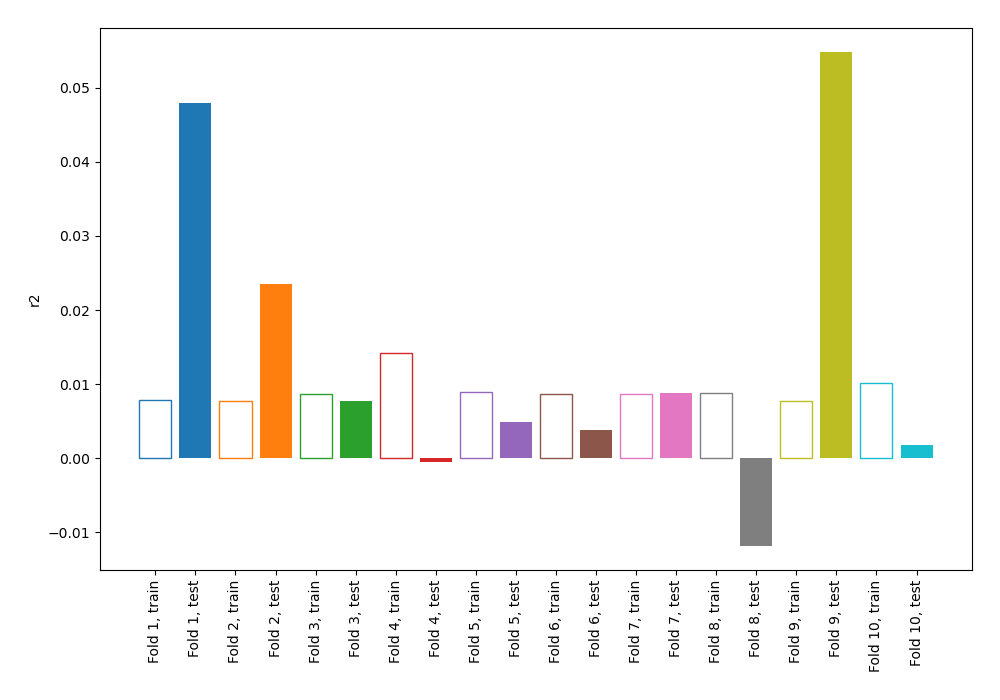 r2
0.05
0.04
0.03
0.02
0.01
0.00
−0.01
Fold 1, train
Fold 1, test
Fold 2, train
Fold 2, test
Fold 3, train
Fold 3, test
Fold 4, train
Fold 4, test
Fold 5, train
Fold 5, test
Fold 6, train
Fold 6, test
Fold 7, train
Fold 7, test
Fold 8, train
Fold 8, test
Fold 9, train
Fold 9, test
Fold 10, train
Fold 10, test